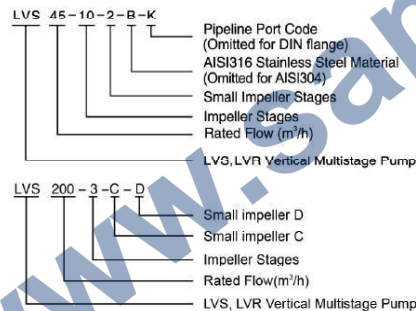 LVS 45-10-2-B-K
Pipeline Port Code
(Omitted for DIN flange)
AISI316 Stainless Steel Material
(Omitted for AISI304)
Small Impeller Stages
Impeller Stages
Rated Flow (m³/h)
LVS,LVR Vertical Multistage Pump
LVS 200-3-C-D
Small impeller D
Small impeller C
Impeller Stages
Rated Flow(m³/h)
LVS, LVR Vertical Multistage Pump
www.sar